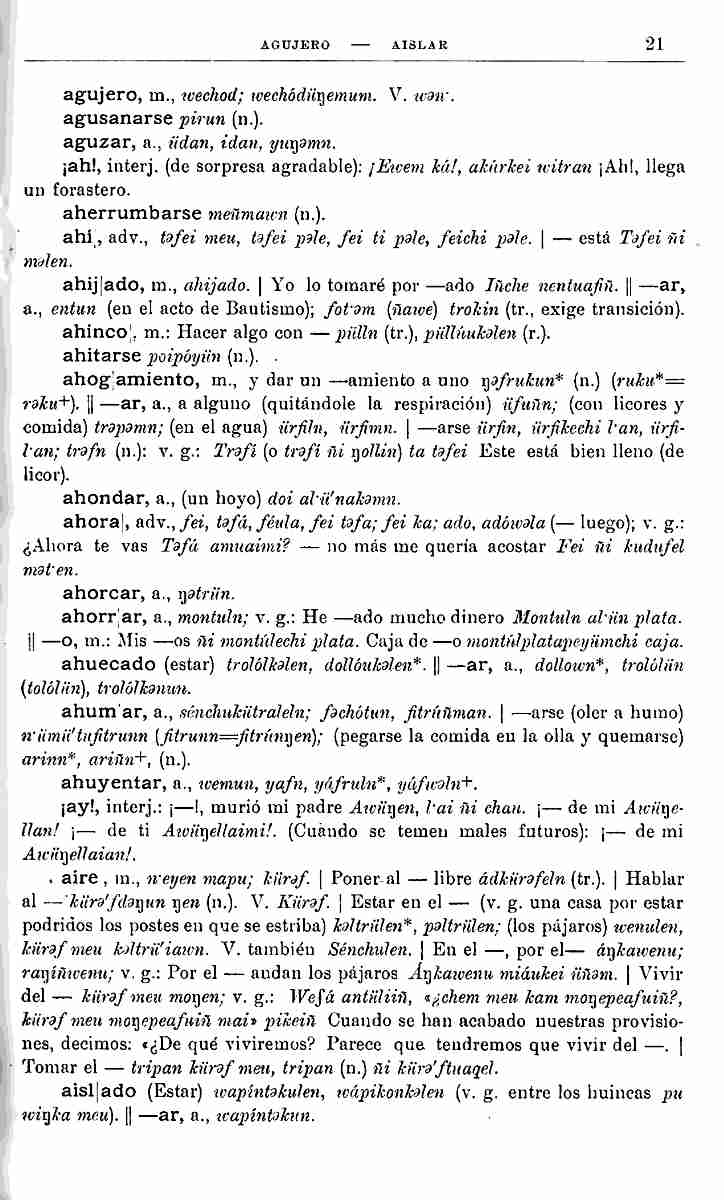 AGUJERO — AISLAR 21
agujero, m., wechod; wechódüŋemum. V. wən·.
agusanarse pirun (n.).
aguzar, a., üdan, idan, yuŋəmn.
¡ah!, interj. (de sorpresa agradable): ¡Ewem ká!, akúrkei witran ¡Ah!, llega
un forastero.
aherrumbarse meñmawn (n.).
ahí|, adv., təfei meu, təfei pəle, fei ti pəle, feichi pəle. | — está Təfei ñi
məlen.
ahij|ado, m., ahijado. | Yo lo tomaré por —ado Iñche nentuafiñ. || —ar,
a., entun (en el acto de Bautismo); fot·əm (ñawe) trokin (tr., exige transición).
ahinco|, m.: Hacer algo con — pülln (tr.), püllüukəlen (r.).
ahitarse poipóyün (n.).
ahog|amiento, m., y dar un —amiento a uno ŋəfrukun* (n.) (ruku*=
rəku+). || —ar, a., a alguno (quitándole la respiración) üfuñn; (con licores y
comida) trəpəmn; (en el agua) ürfiln, ürfimn. | —arse ürfin, ürfikechi l·an, ürfi-
l·an; trəfn (n.): v. g.: Trəfí (o trəfí ñi ŋollin) ta təfei Este está bien lleno (de
licor).
ahondar, a., (un hoyo) doi al·ü'nakəmn.
ahora|, adv., fei, təfá, féula, fei təfa; fei ka; ado, adówəla (— luego); v. g.:
¿Ahora te vas Təfá amuaimi? — no más me quería acostar Fei ñi kudufel
mət·en.
ahorcar, a., ŋətrün.
ahorr|ar, a., montuln; v. g.: He —ado mucho dinero Montuln al·ün plata.
|| —o, m.: Mis —os ñi montúlechi plata. Caja de —o montúlplatapeyümchi caja.
ahuecado (estar) trolólkəlen, dollóukəlen*. || —ar, a., dollown*, trolólün
(tolólün), trolólkənun.
ahum|ar, a., sénchukütraleln; fəchótun, fitrúñman. | —arse (oler a humo)
n·ümü'tufitrunn (fitrunn=fitrúnŋen); (pegarse la comida en la olla y quemarse)
arinn*, ariñn+, (n.).
ahuyentar, a., wemun, yafn, yáfruln*, yáfwəln+.
¡ay!, interj.: ¡—!, murió mi padre Awüŋen, l·ai ñi chau. ¡— de mi Awüŋe-
llan! ¡— de ti Awüŋellaimi!. (Cuando se temen males futuros): ¡— de mi
Awüŋellaian!.
aire, m., n·eyen mapu; kürəf. | Poner al — libre ádkürəfeln (tr.). | Hablar
al — kürə'fdəŋun ŋen (n.). V. Kürəf. | Estar en el — (v. g. una casa por estar
podridos los postes en que se estriba) kəltrülen*, pəltrülen; (los pájaros) wenulen,
kürəf meu kəltrü'iawn. V. también Sénchulen. | En el —, por el— áŋkawenu;
raŋíñwenu; v. g.: Por el — andan los pájaros Áŋkawenu miáukei üñəm. | Vivir
del — kürəf meu moŋen; v. g.: Wefá antüliiñ, «¿chem meu kam moŋepeafuiñ?,
kürəf meu moŋepeafuiñ mai» pikeiñ Cuando se han acabado nuestras provisio-
nes, decimos: «¿De qué viviremos? Parece que tendremos que vivir del —. |
Tomar el — tripan kürəf meu, tripan (n.) ñi kürə'ftuaqel.
aisl|ado (Estar) wapíntəkulen, wápikonkəlen (v. g. entre los huincas pu
wiŋka meu). || —ar, a., wapíntəkun.